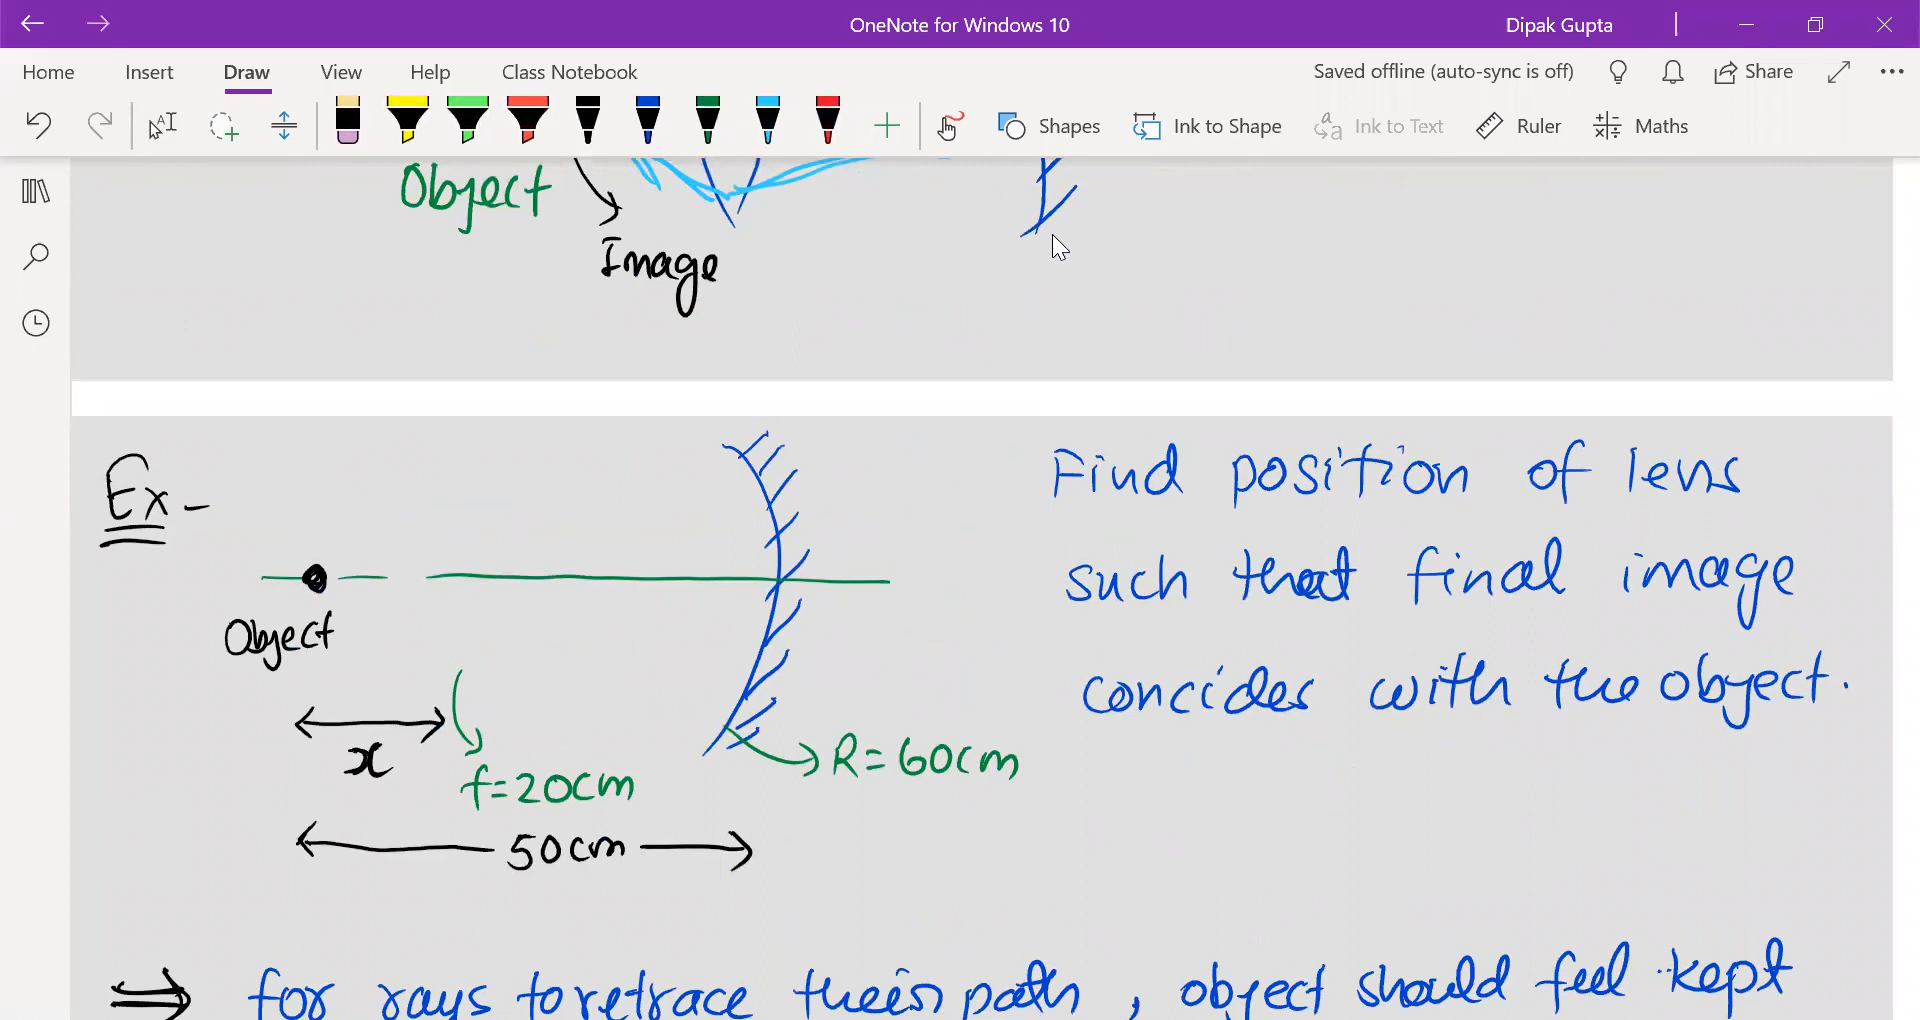 OneNote for Windows 10
Dipak Gupta
Home Insert Draw View Help Class Notebook
Saved offline (auto-sync is off) Share
Shapes Ink to Shape Ink to Text Ruler Maths
Object
Image
Ex-
Find position of lens
such that final image
concides with the object.
Object
x
f=20cm
R=60cm
50cm
⇒ for rays to retrace their path, object should feel kept